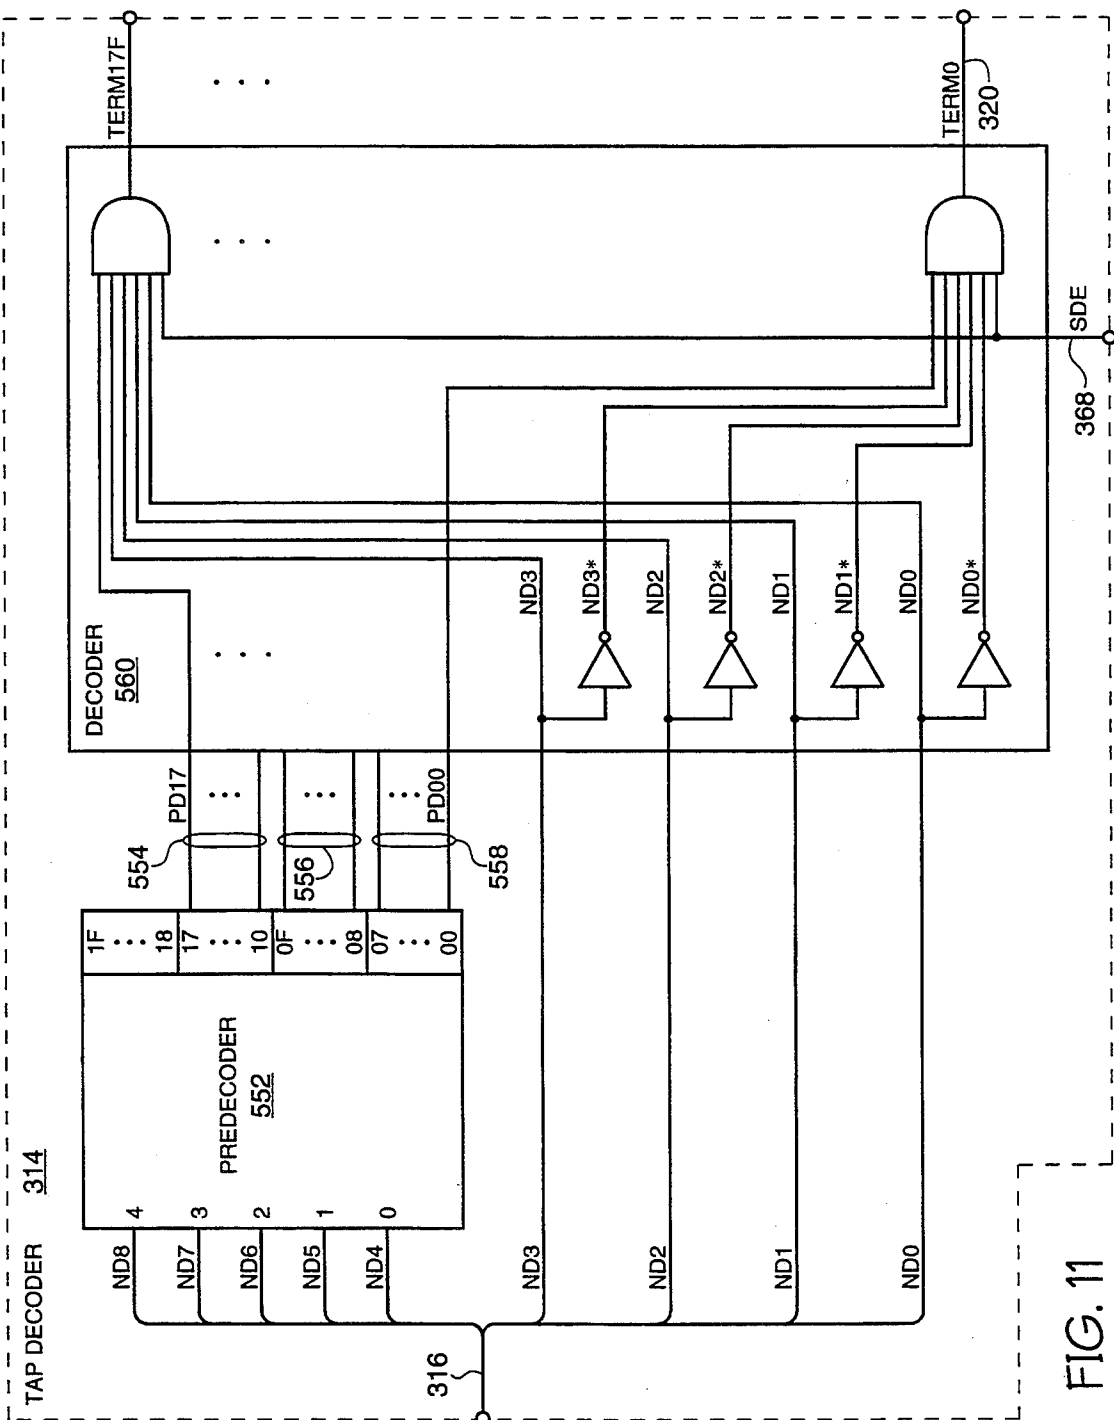 TAP DECODER
314
ND8
ND7
ND6
ND5
ND4
4
3
2
1
0
PREDECODER
552
1F
18
17
10
0F
08
07
00
554
556
558
PD17
PD00
316
ND3
ND2
ND1
ND0
DECODER
560
ND3
ND3*
ND2
ND2*
ND1
ND1*
ND0
ND0*
368
SDE
TERM17F
TERM0
320
FIG. 11